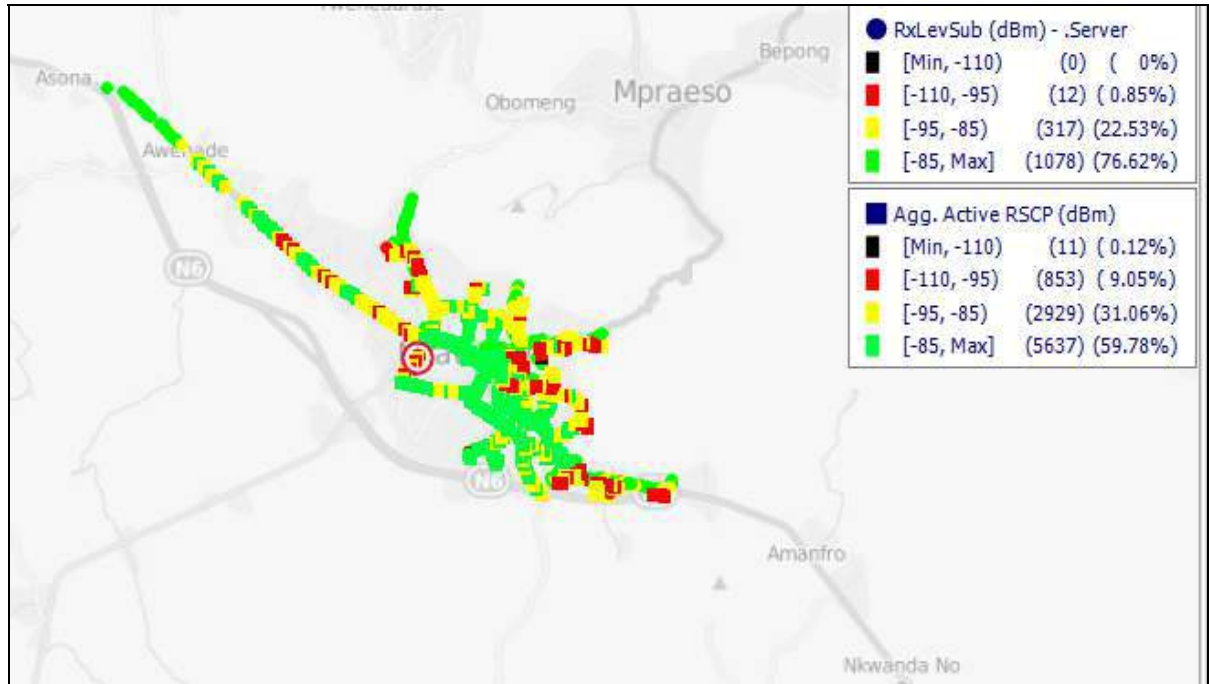 Bepong
Asona
Obomeng
Mpraeso
Awenade
N6
N6
Amanfro
Nkwanda No
RxLevSub (dBm) - .Server
[Min, -110) (0) ( 0%)
[-110, -95) (12) ( 0.85%)
[-95, -85) (317) (22.53%)
[-85, Max] (1078) (76.62%)
Agg. Active RSCP (dBm)
[Min, -110) (11) ( 0.12%)
[-110, -95) (853) ( 9.05%)
[-95, -85) (2929) (31.06%)
[-85, Max] (5637) (59.78%)